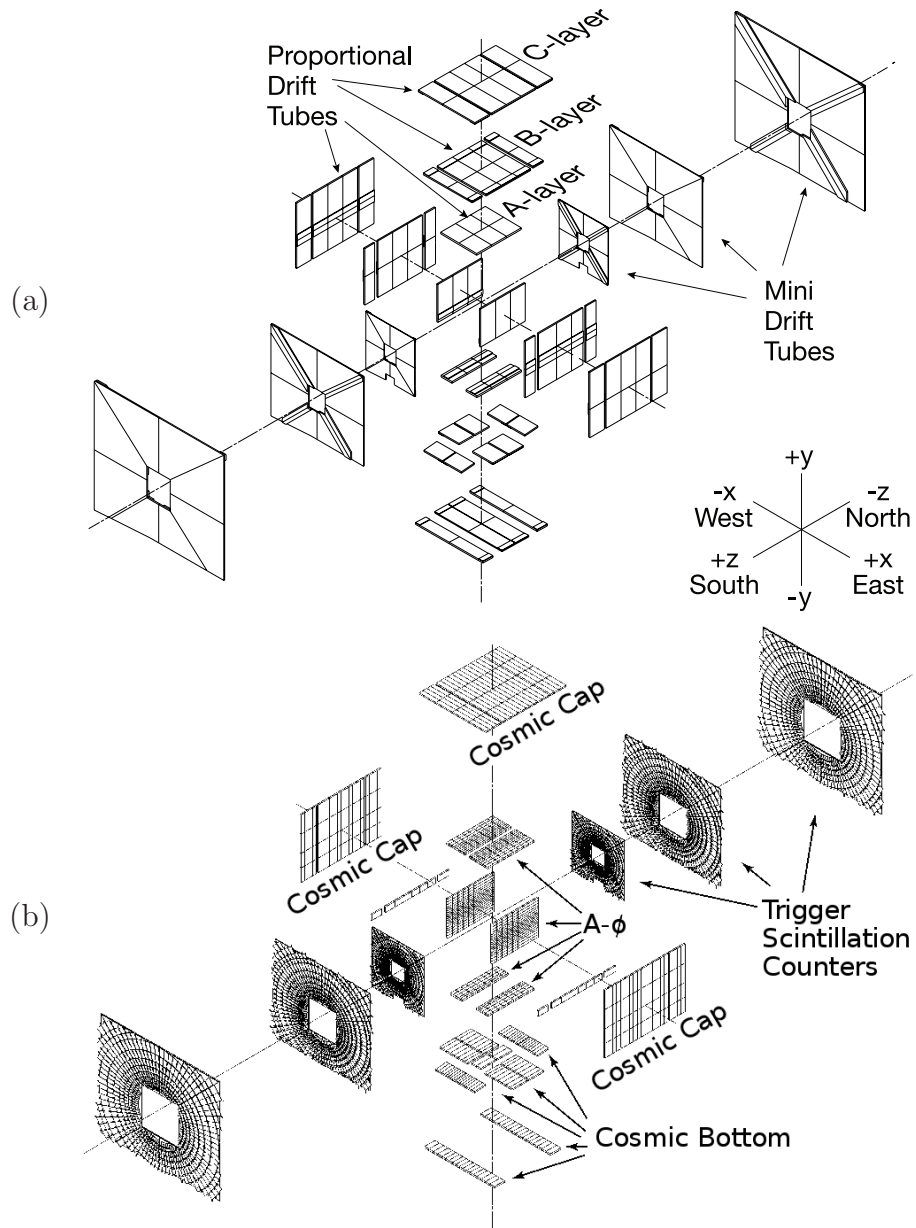 C-layer
Proportional
Drift
Tubes
B-layer
A-layer
(a)
Mini
Drift
Tubes
+y
-x
West
-z
North
+z
South
+x
East
-y
Cosmic Cap
Cosmic Cap
(b)
A-ϕ
Trigger
Scintillation
Counters
Cosmic Cap
Cosmic Bottom